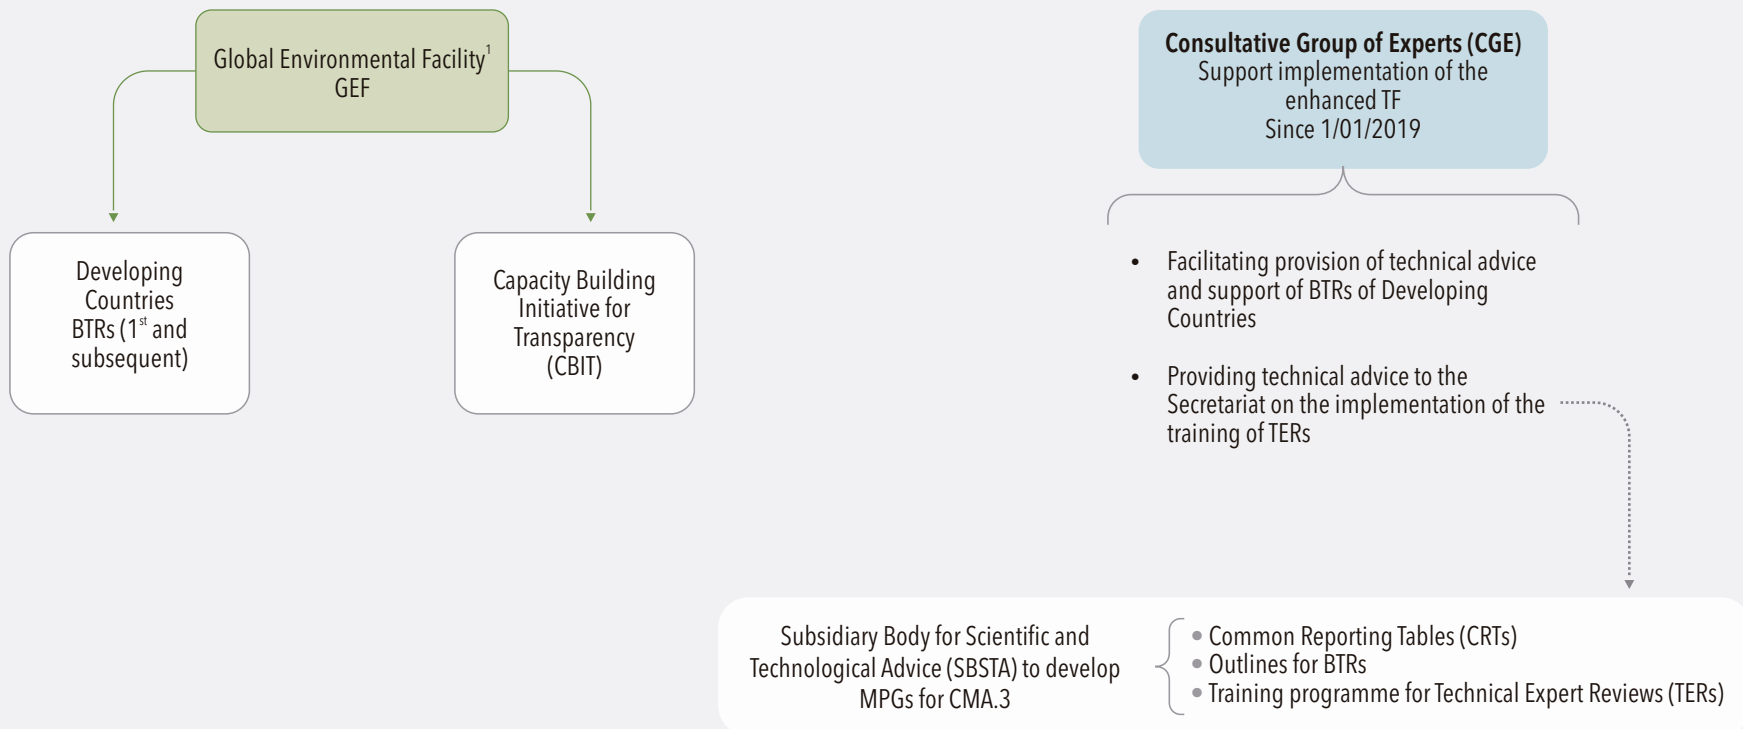 Global Environmental Facility¹
GEF
Developing
Countries
BTRs (1st and
subsequent)
Capacity Building
Initiative for
Transparency
(CBIT)
Consultative Group of Experts (CGE)
Support implementation of the
enhanced TF
Since 1/01/2019
• Facilitating provision of technical advice
and support of BTRs of Developing
Countries
• Providing technical advice to the
Secretariat on the implementation of the
training of TERs
Subsidiary Body for Scientific and
Technological Advice (SBSTA) to develop
MPGs for CMA.3
• Common Reporting Tables (CRTs)
• Outlines for BTRs
• Training programme for Technical Expert Reviews (TERs)